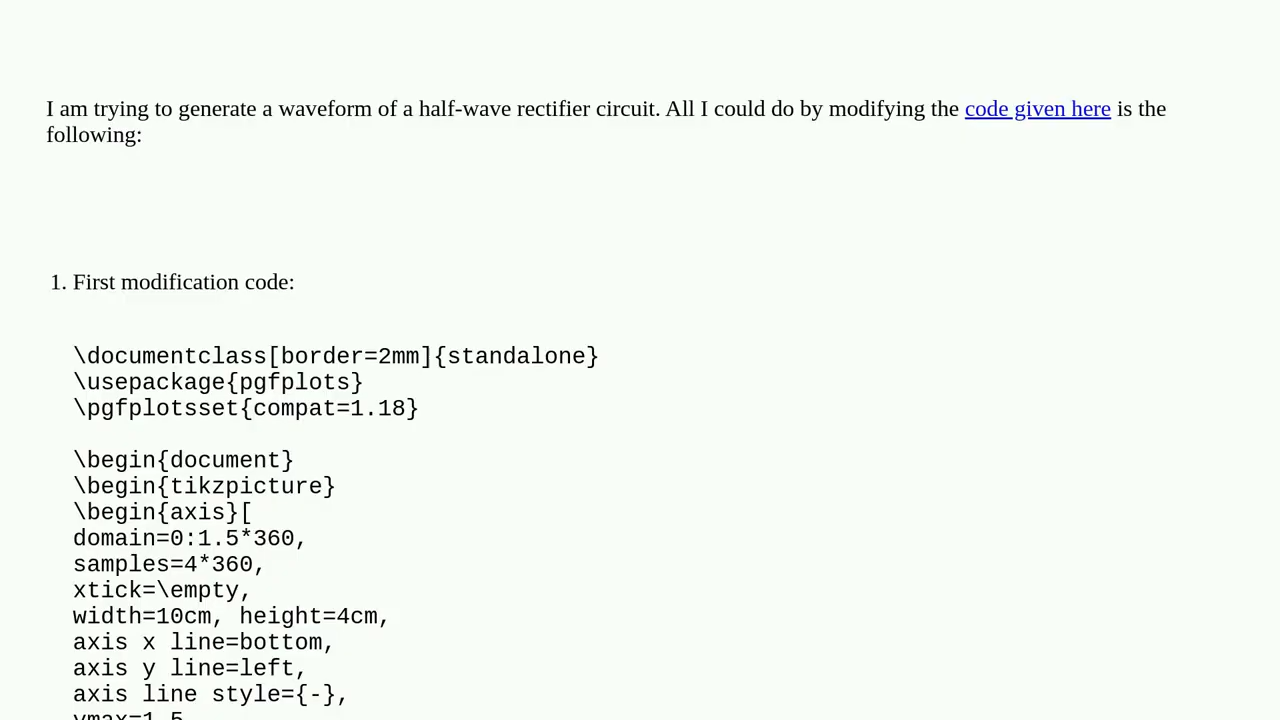 I am trying to generate a waveform of a half-wave rectifier circuit. All I could do by modifying the code given here is the
following:
1. First modification code:
\documentclass[border=2mm]{standalone}
\usepackage{pgfplots}
\pgfplotsset{compat=1.18}
\begin{document}
\begin{tikzpicture}
\begin{axis}[
domain=0:1.5*360,
samples=4*360,
xtick=\empty,
width=10cm, height=4cm,
axis x line=bottom,
axis y line=left,
axis line style={-},
ymax=1.5